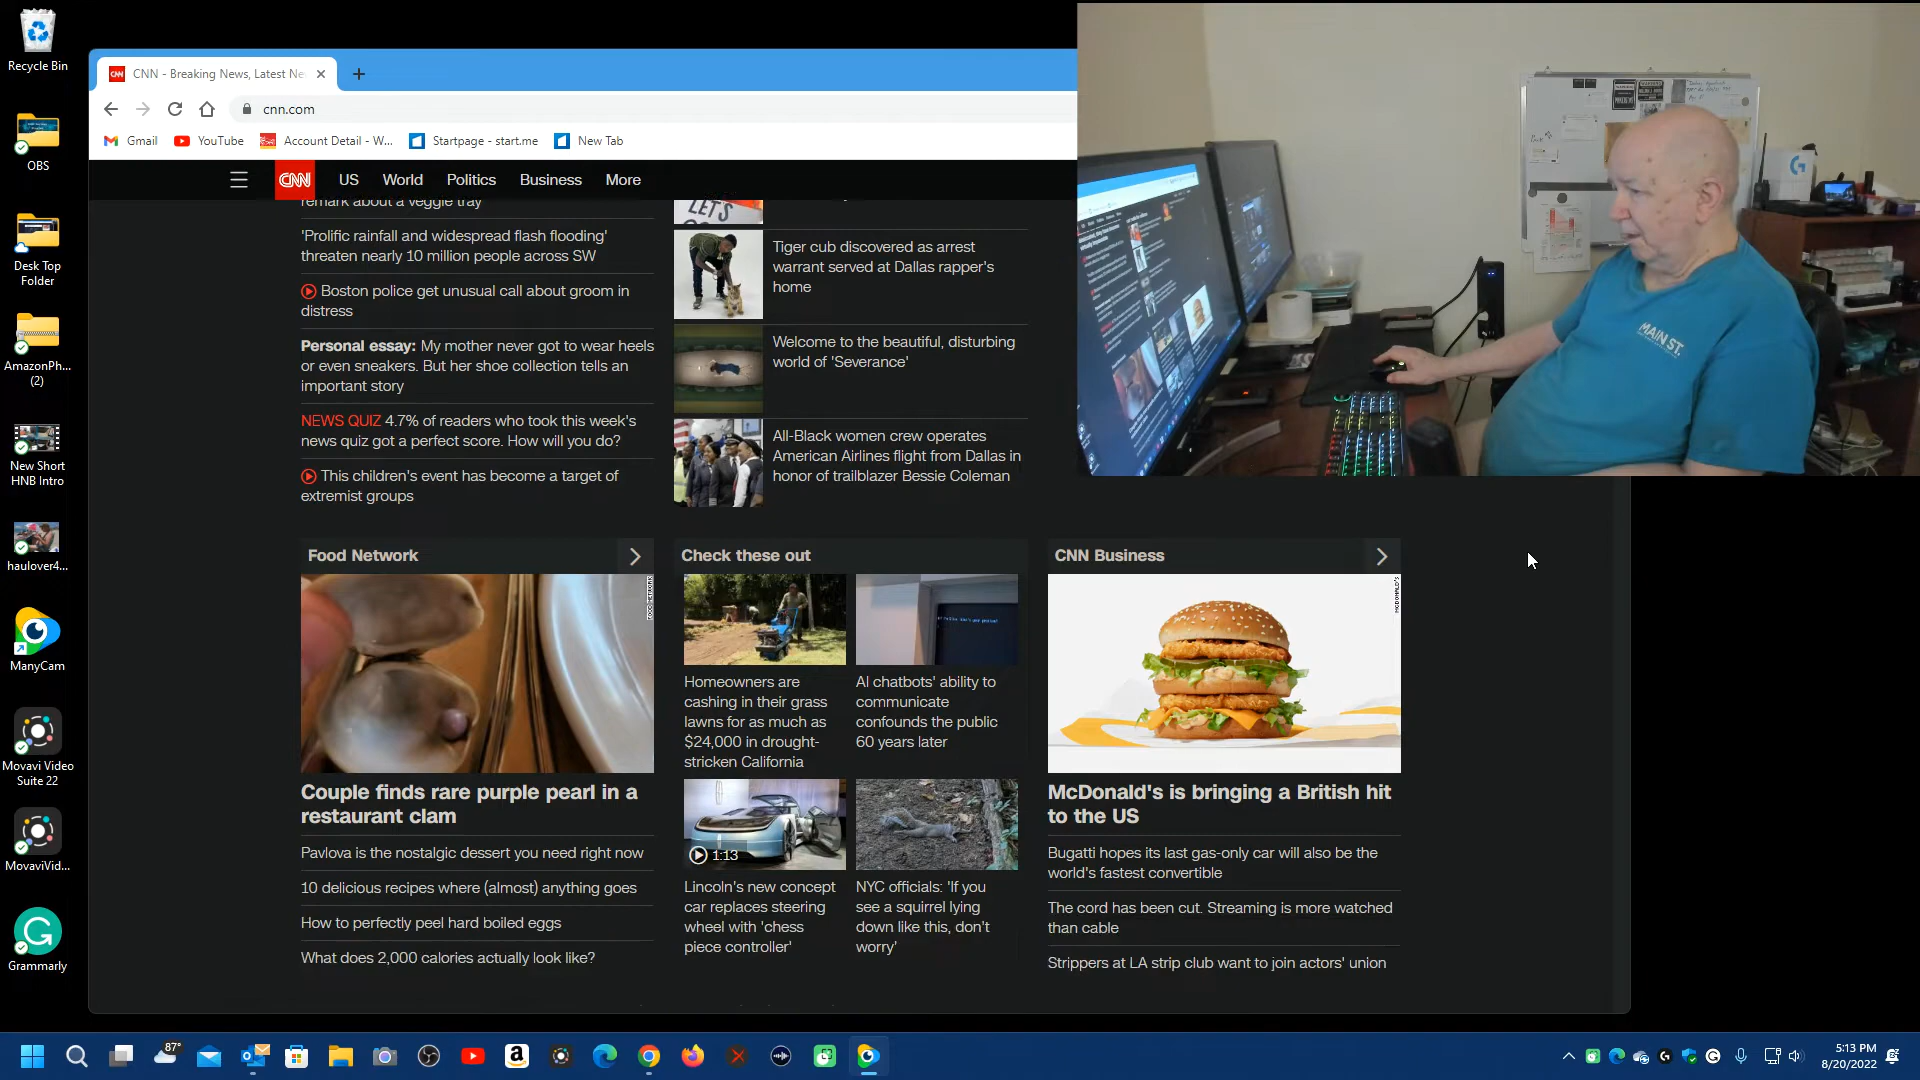 Recycle Bin
OBS
Desk Top
Folder
AmazonPh...
(2)
New Short
HNB Intro
haulover4...
ManyCam
Movavi Video
Suite 22
MovaviVid...
Grammarly
CNN - Breaking News, Latest Ne
cnn.com
Gmail
YouTube
Account Detail - W...
Startpage - start.me
New Tab
CNN
US
World
Politics
Business
More
remark about a veggie tray
'Prolific rainfall and widespread flash flooding'
threaten nearly 10 million people across SW
Boston police get unusual call about groom in
distress
Personal essay: My mother never got to wear heels
or even sneakers. But her shoe collection tells an
important story
NEWS QUIZ 4.7% of readers who took this week's
news quiz got a perfect score. How will you do?
This children's event has become a target of
extremist groups
LET'S
Tiger cub discovered as arrest
warrant served at Dallas rapper's
home
Welcome to the beautiful, disturbing
world of 'Severance'
All-Black women crew operates
American Airlines flight from Dallas in
honor of trailblazer Bessie Coleman
MAIN ST.
Food Network
FOOD NETWORK
Couple finds rare purple pearl in a
restaurant clam
Pavlova is the nostalgic dessert you need right now
10 delicious recipes where (almost) anything goes
How to perfectly peel hard boiled eggs
What does 2,000 calories actually look like?
Check these out
Homeowners are
cashing in their grass
lawns for as much as
$24,000 in drought-
stricken California
AI chatbots' ability to
communicate
confounds the public
60 years later
1:13
Lincoln's new concept
car replaces steering
wheel with 'chess
piece controller'
NYC officials: 'If you
see a squirrel lying
down like this, don't
worry'
CNN Business
MCDONALD'S
McDonald's is bringing a British hit
to the US
Bugatti hopes its last gas-only car will also be the
world's fastest convertible
The cord has been cut. Streaming is more watched
than cable
Strippers at LA strip club want to join actors' union
87°
5:13 PM
8/20/2022